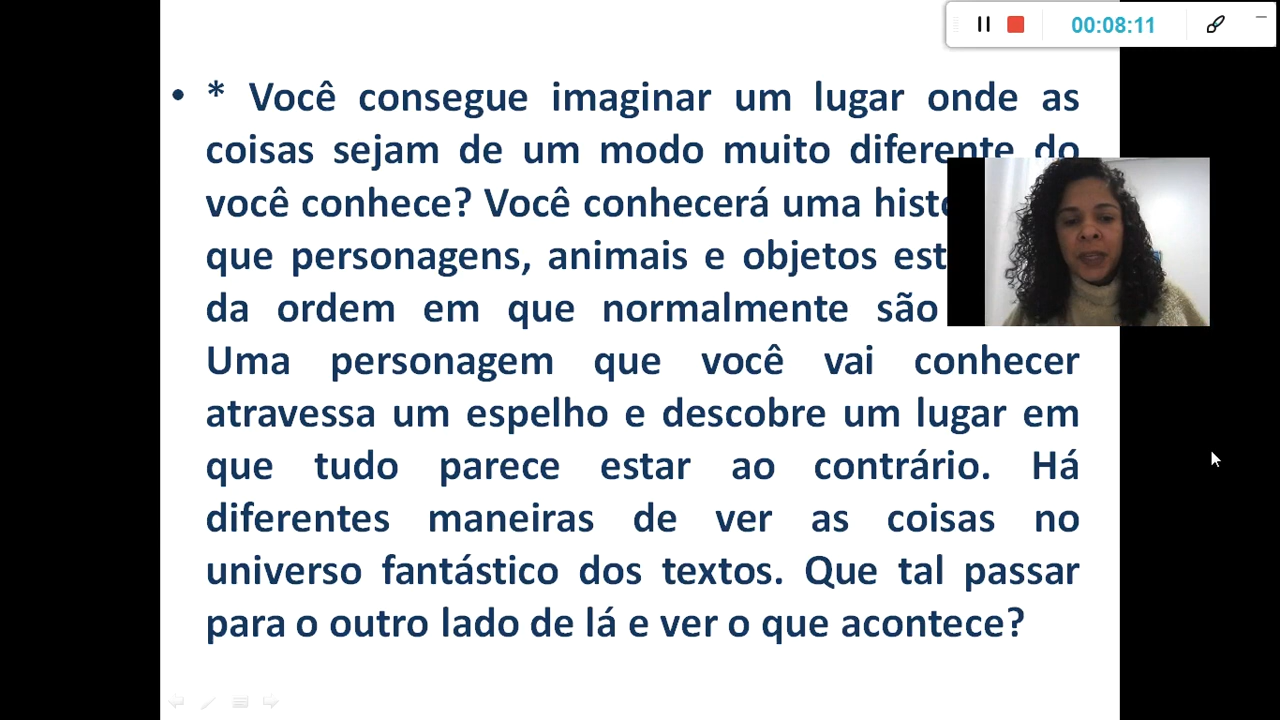 00:08:11
• * Você consegue imaginar um lugar onde as
coisas sejam de um modo muito diferente do
você conhece? Você conhecerá uma
que personagens, animais e objetos
da ordem em que normalmente são
Uma personagem que você vai conhecer
atravessa um espelho e descobre um lugar em
que tudo parece estar ao contrário. Há
diferentes maneiras de ver as coisas no
universo fantástico dos textos. Que tal passar
para o outro lado de lá e ver o que acontece?